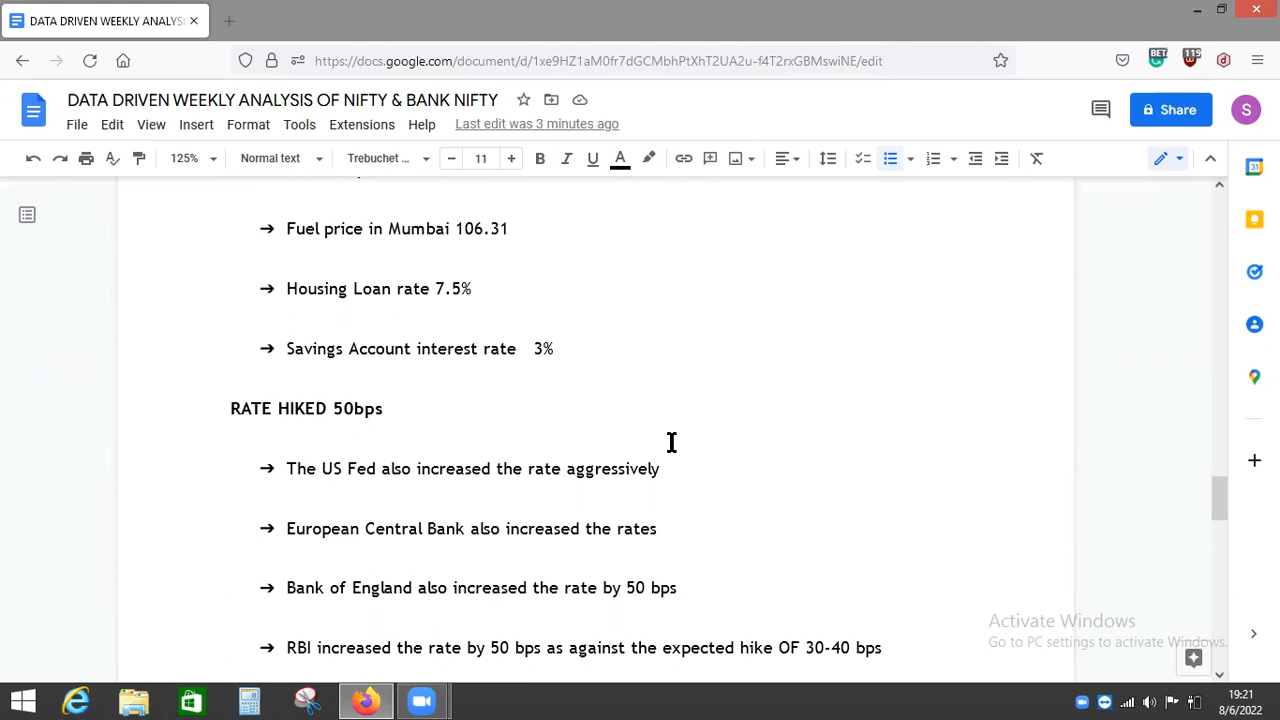 DATA DRIVEN WEEKLY ANALYSIS
https://docs.google.com/document/d/1xe9HZ1aM0fr7dGCMbhPtXhT2UA2u-f4T2rxGBMswiNE/edit
BET
119
DATA DRIVEN WEEKLY ANALYSIS OF NIFTY & BANK NIFTY
File Edit View Insert Format Tools Extensions Help Last edit was 3 minutes ago
Share
S
125% Normal text Trebuchet ... 11 B I U A
31
➔ Fuel price in Mumbai 106.31
➔ Housing Loan rate 7.5%
➔ Savings Account interest rate 3%
RATE HIKED 50bps
➔ The US Fed also increased the rate aggressively
➔ European Central Bank also increased the rates
➔ Bank of England also increased the rate by 50 bps
➔ RBI increased the rate by 50 bps as against the expected hike OF 30-40 bps
Activate Windows
Go to PC settings to activate Windows.
19:21
8/6/2022